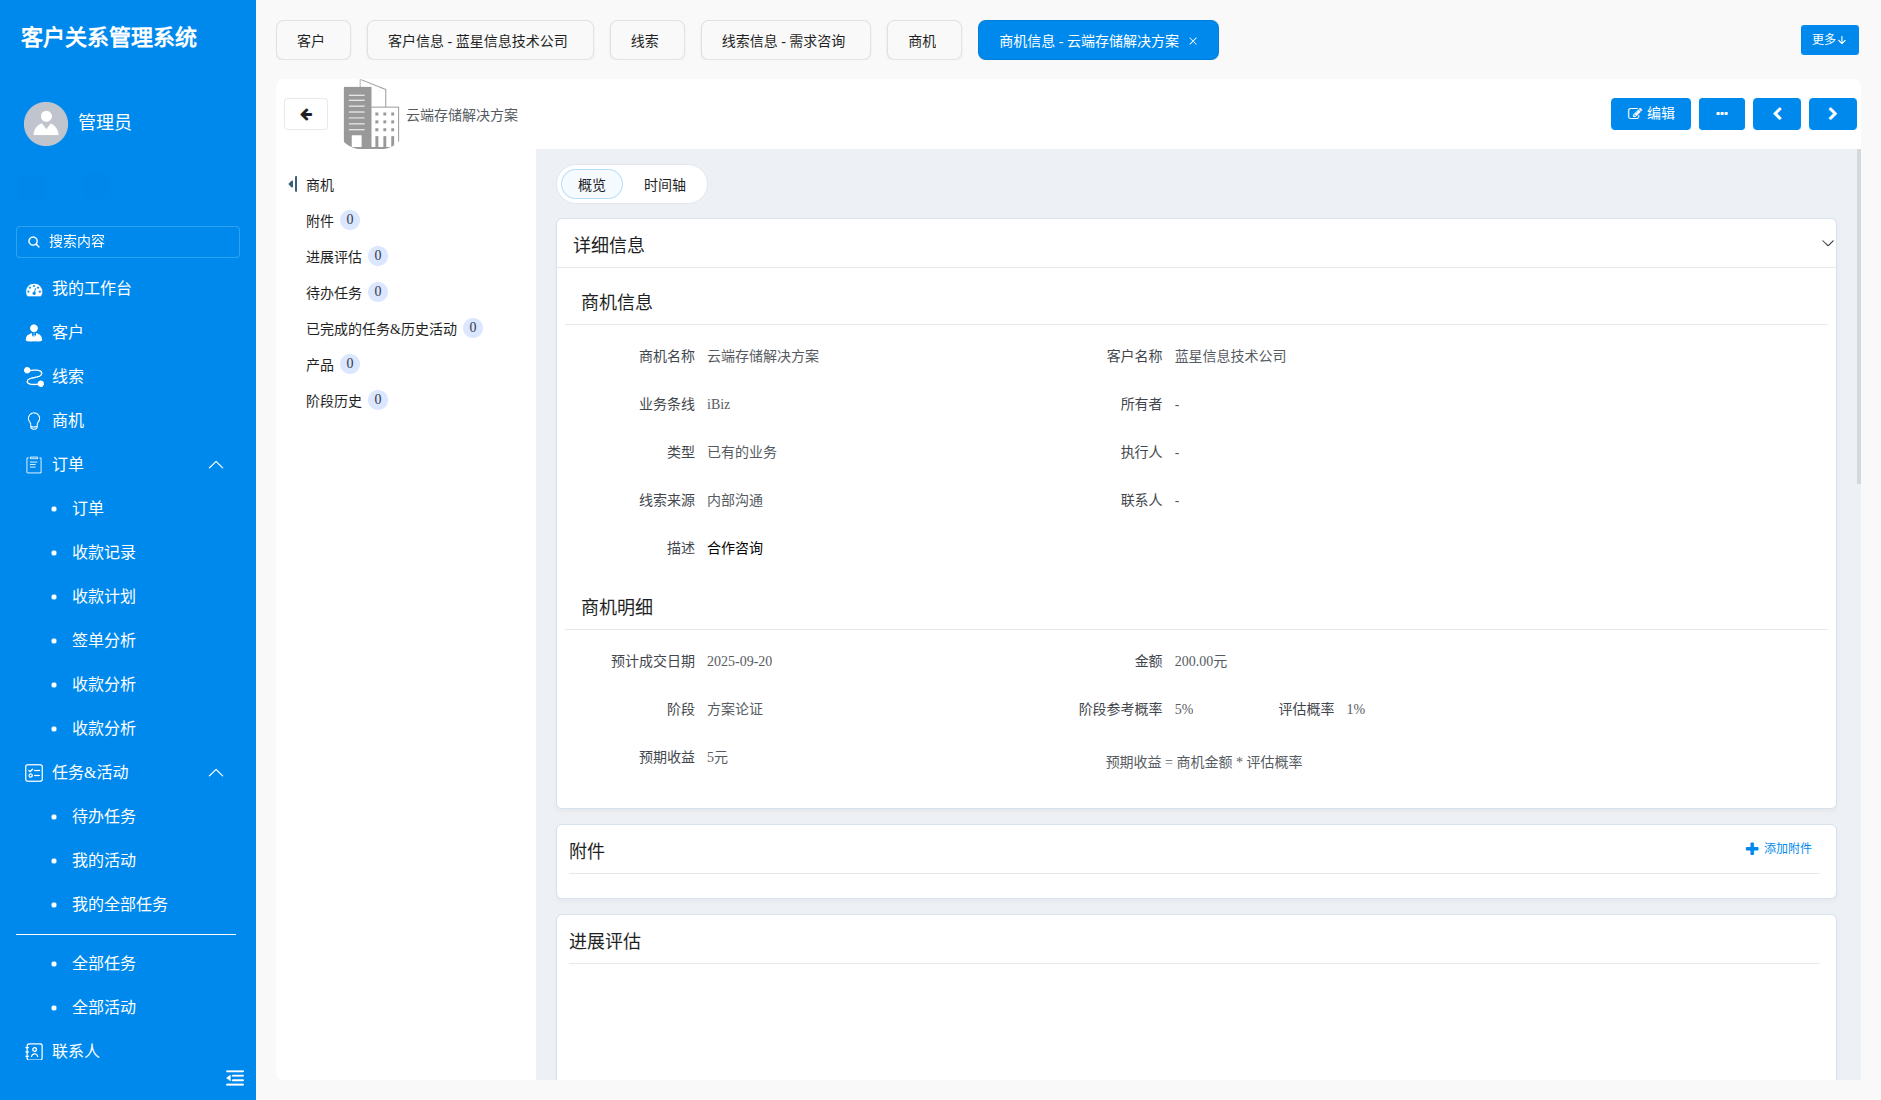 客户关系管理系统
管理员
搜索内容
我的工作台
客户
线索
商机
订单
订单
收款记录
收款计划
签单分析
收款分析
收款分析
任务&活动
待办任务
我的活动
我的全部任务
全部任务
全部活动
联系人
客户
客户信息 - 蓝星信息技术公司
线索
线索信息 - 需求咨询
商机
商机信息 - 云端存储解决方案
更多
云端存储解决方案
编辑
商机
附件 0
进展评估 0
待办任务 0
已完成的任务&历史活动 0
产品 0
阶段历史 0
概览 时间轴
详细信息
商机信息
商机名称 云端存储解决方案 客户名称 蓝星信息技术公司
业务条线 iBiz 所有者 -
类型 已有的业务 执行人 -
线索来源 内部沟通 联系人 -
描述 合作咨询
商机明细
预计成交日期 2025-09-20 金额 200.00元
阶段 方案论证 阶段参考概率 5% 评估概率 1%
预期收益 5元 预期收益 = 商机金额 * 评估概率
附件 添加附件
进展评估